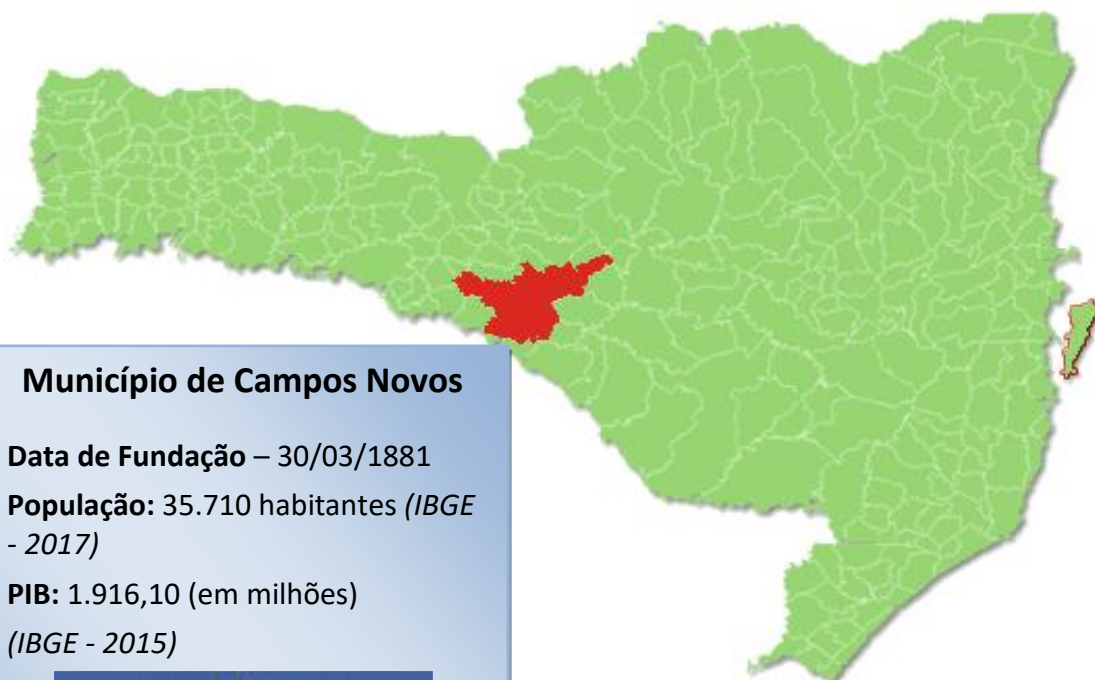 Município de Campos Novos
Data de Fundação – 30/03/1881
População: 35.710 habitantes (IBGE
- 2017)
PIB: 1.916,10 (em milhões)
(IBGE - 2015)